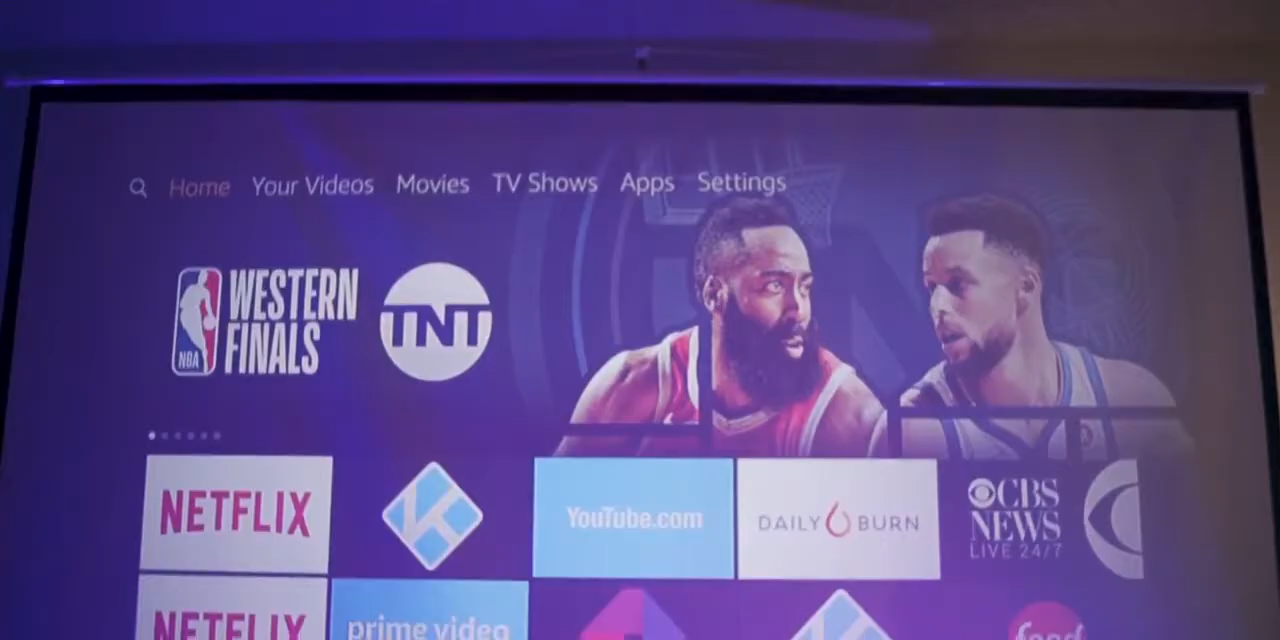 Home Your Videos Movies TV Shows Apps Settings
WESTERN
FINALS
NBA
TNT
NETFLIX
YouTube.com
DAILY BURN
CBS
NEWS
LIVE 24/7
NETFLIX
prime video
food